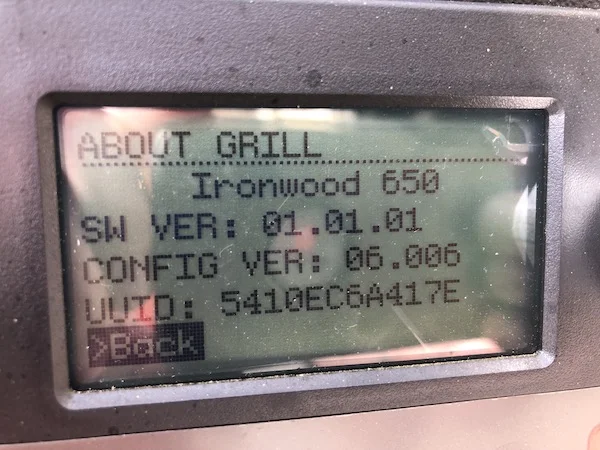 ABOUT GRILL
Ironwood 650
SW VER: 01.01.01
CONFIG VER: 06.006
UUID: 5410EC6A417E
>Back